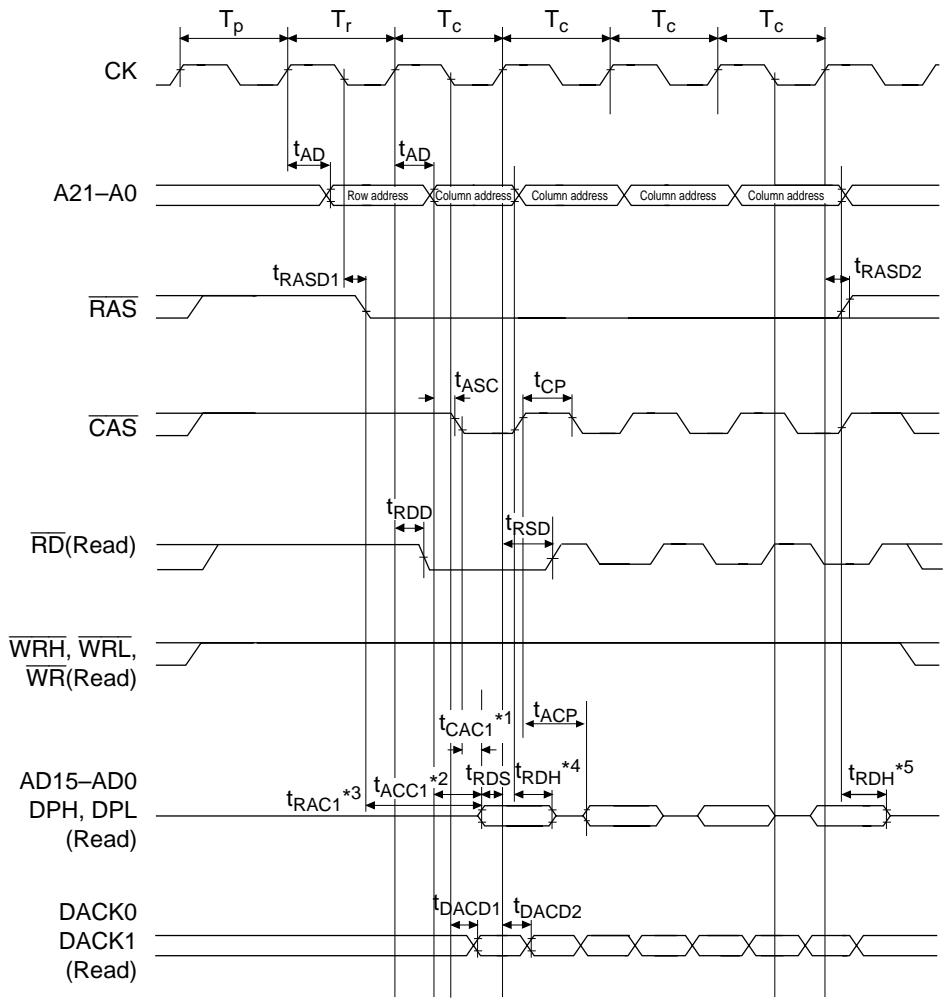 Tp Tr Tc Tc Tc Tc
CK
tAD tAD
A21–A0 Row address Column address Column address Column address Column address
tRASD1 tRASD2
RAS
tASC tCP
CAS
tRDD tRSD
RD(Read)
WRH, WRL,
WR(Read)
tCAC1*1 tACP
AD15–AD0
DPH, DPL
(Read)
tRAC1*3 tACC1*2 tRDS tRDH*4 tRDH*5
tDACD1 tDACD2
DACK0
DACK1
(Read)